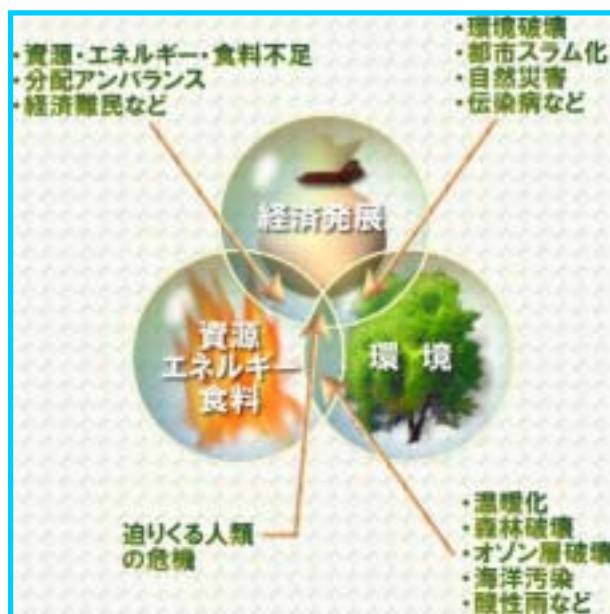 ・資源・エネルギー・食料不足
・分配アンバランス
・経済難民など
・環境破壊
・都市スラム化
・自然災害
・伝染病など
経済発展
資源
エネルギー
食料
環境
迫りくる人類
の危機
・温暖化
・森林破壊
・オゾン層破壊
・海洋汚染
・酸性雨など